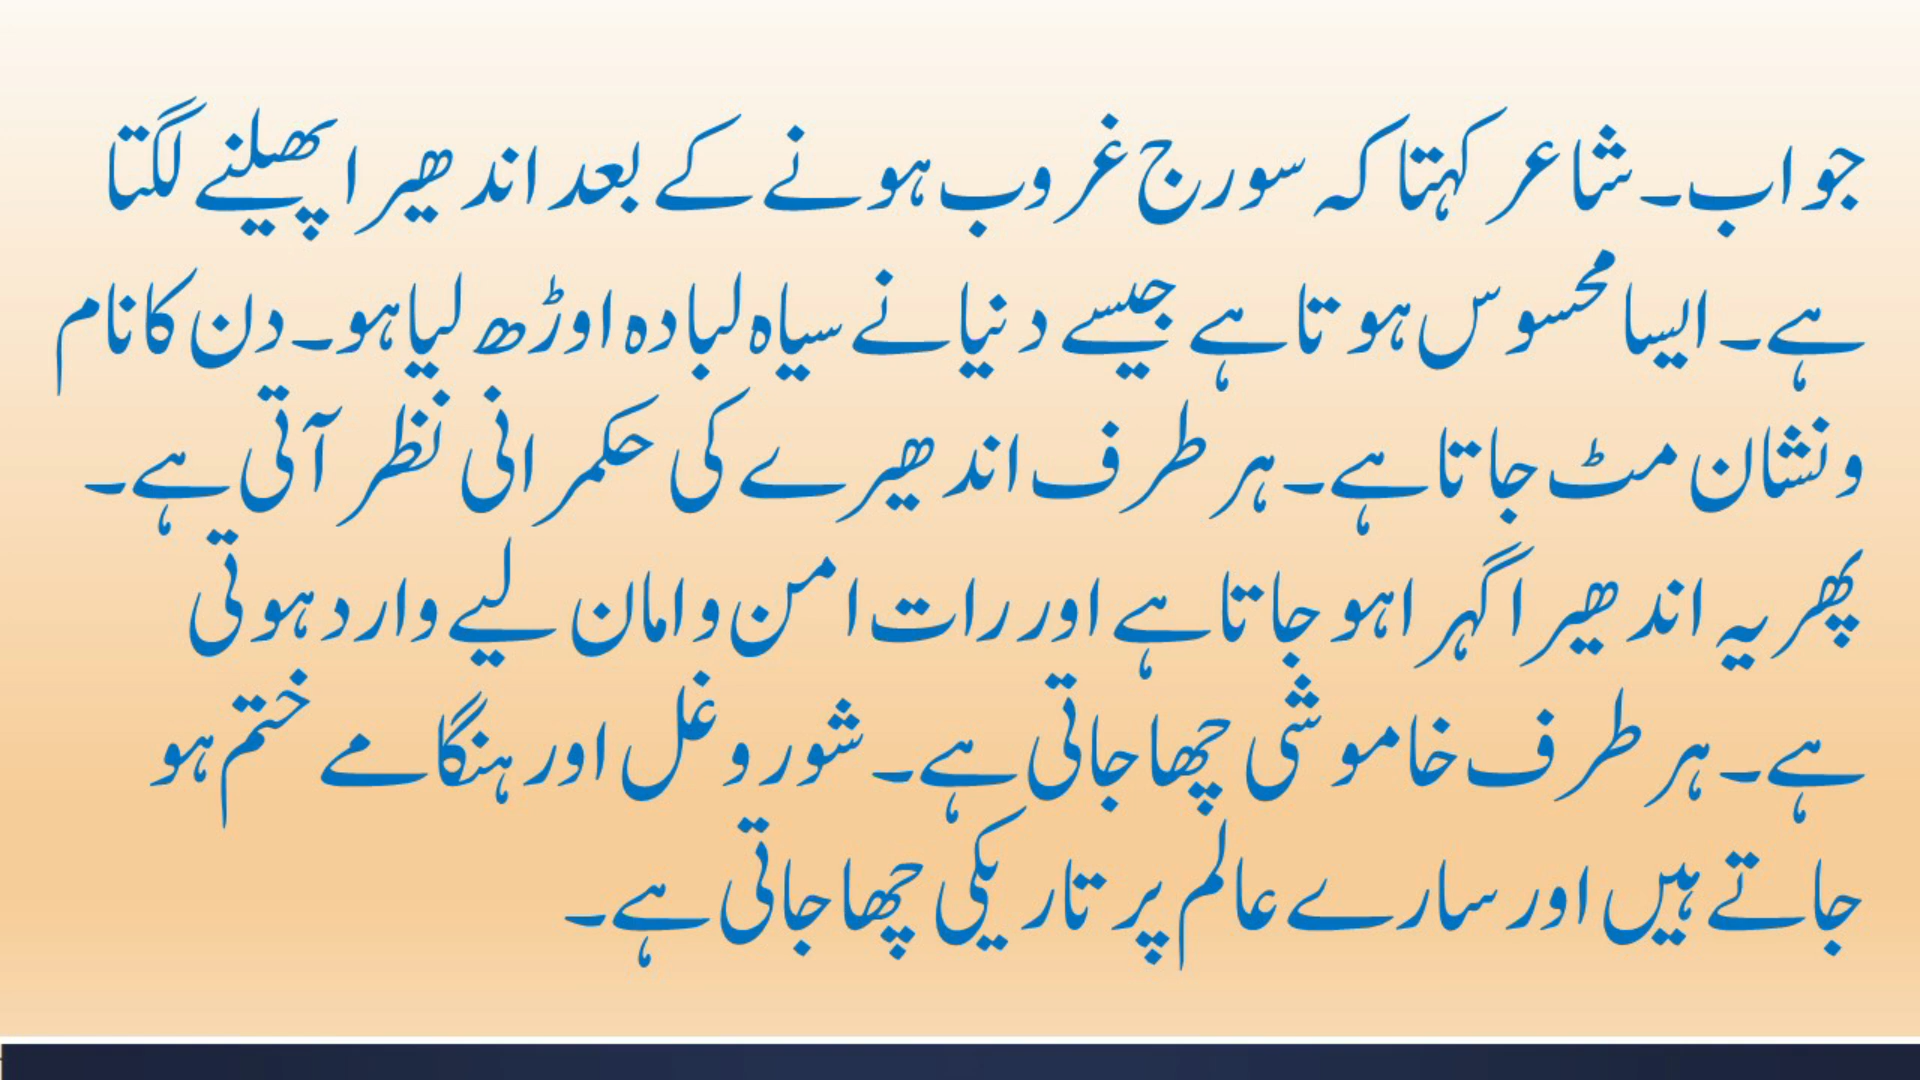 جواب۔ شاعر کہتا کہ سورج غروب ہونے کے بعد اندھیرا پھیلنے لگتا
ہے۔ ایسا محسوس ہوتا ہے جیسے دنیا نے سیاہ لبادہ اوڑھ لیا ہو۔ دن کا نام
و نشان مٹ جاتا ہے۔ ہر طرف اندھیرے کی حکمرانی نظر آتی ہے۔
پھر یہ اندھیرا گہرا ہو جاتا ہے اور رات امن و امان لیے وارد ہوتی
ہے۔ ہر طرف خاموشی چھا جاتی ہے۔ شور و غل اور ہنگامے ختم ہو
جاتے ہیں اور سارے عالم پر تاریکی چھا جاتی ہے۔